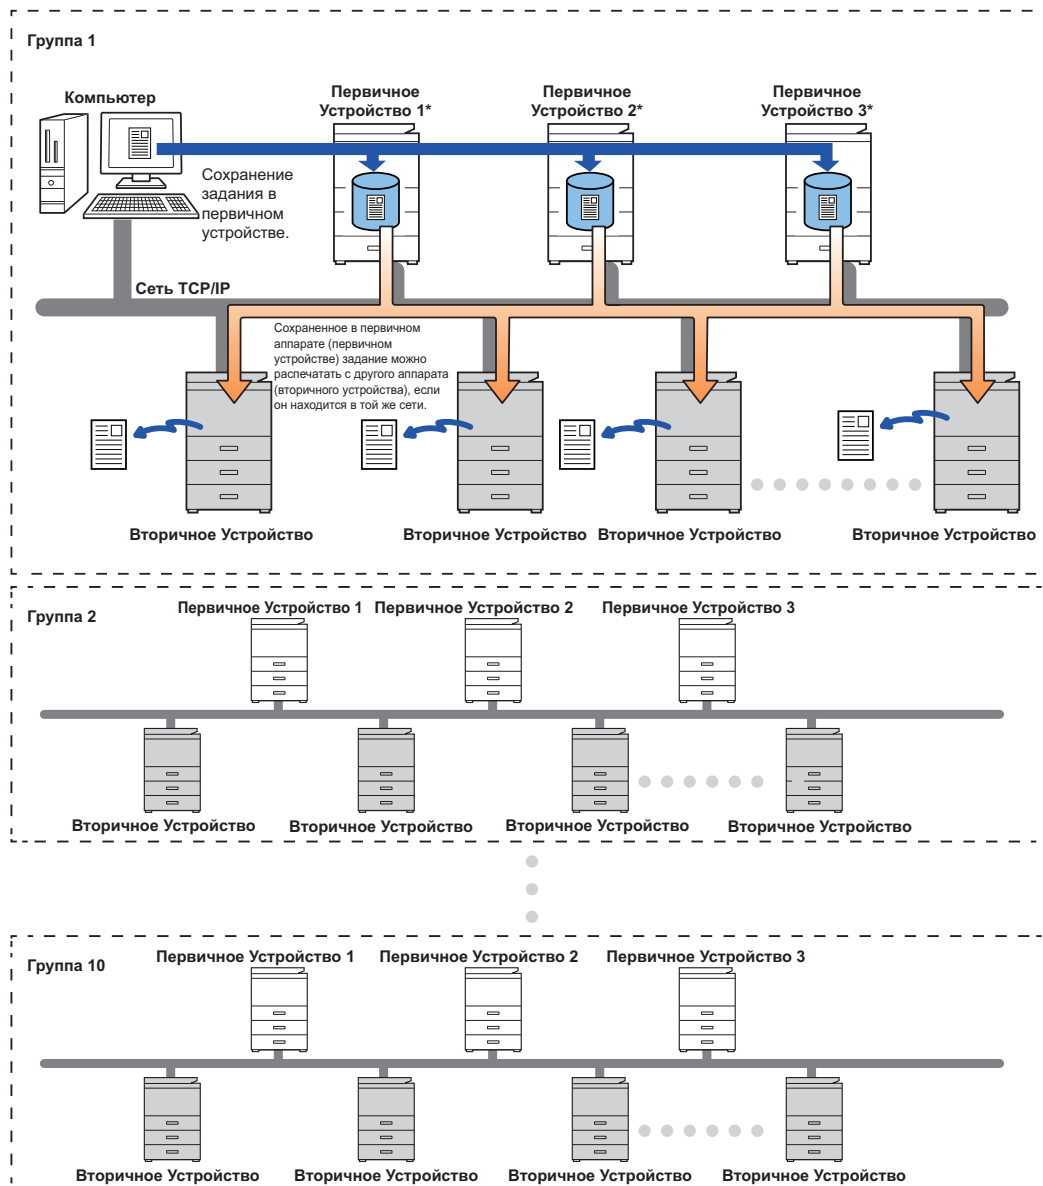 Группа 1
Компьютер
Первичное
Устройство 1*
Первичное
Устройство 2*
Первичное
Устройство 3*
Сохранение
задания в
первичном
устройстве.
Сеть TCP/IP
Сохраненное в первичном
аппарате (первичном
устройстве) задание можно
распечатать с другого аппарата
(вторичного устройства), если
он находится в той же сети.
Вторичное Устройство
Вторичное Устройство
Вторичное Устройство
Вторичное Устройство
Группа 2
Первичное Устройство 1
Первичное Устройство 2
Первичное Устройство 3
Вторичное Устройство
Вторичное Устройство
Вторичное Устройство
Вторичное Устройство
Группа 10
Первичное Устройство 1
Первичное Устройство 2
Первичное Устройство 3
Вторичное Устройство
Вторичное Устройство
Вторичное Устройство
Вторичное Устройство